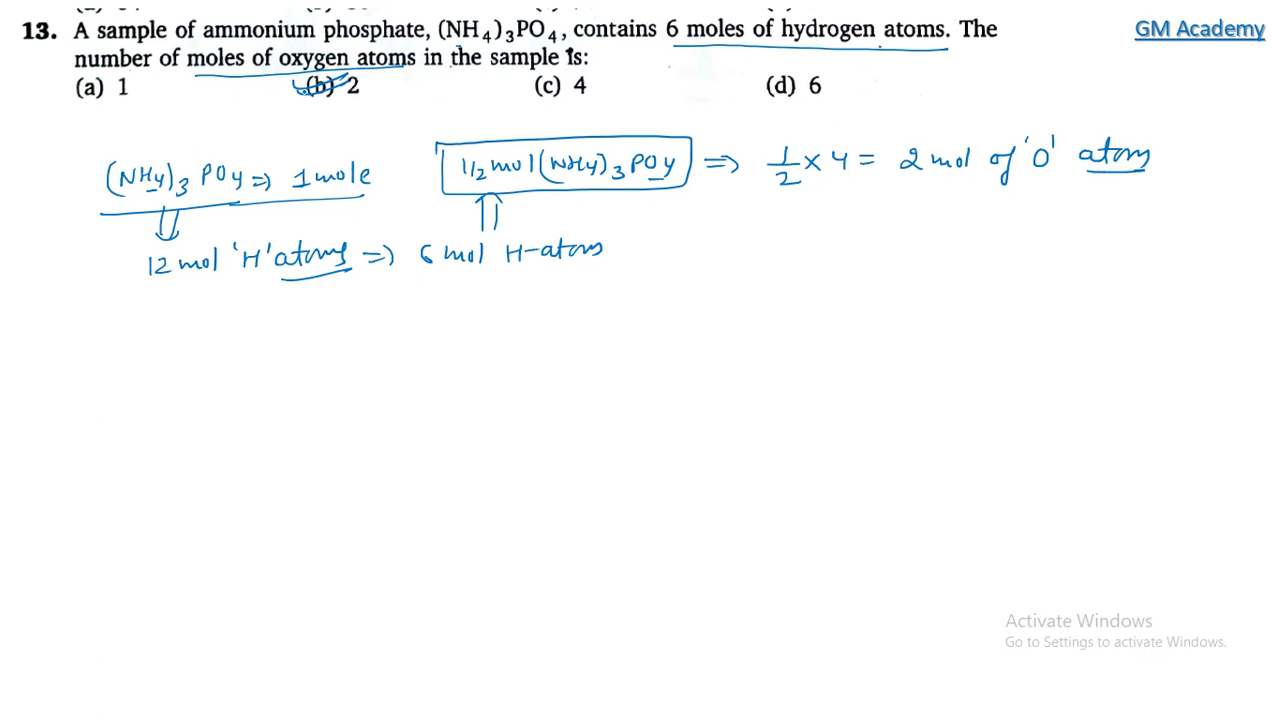 13. A sample of ammonium phosphate, (NH4)3PO4, contains 6 moles of hydrogen atoms. The
GM Academy
number of moles of oxygen atoms in the sample is:
(a) 1 (b) 2 (c) 4 (d) 6
(NH4)3 PO4 => 1 mole
1/2 mol (NH4)3 PO4 => 1/2 x 4 = 2 mol of 'O' atoms
12 mol 'H' atoms => 6 mol H-atoms
Activate Windows
Go to Settings to activate Windows.